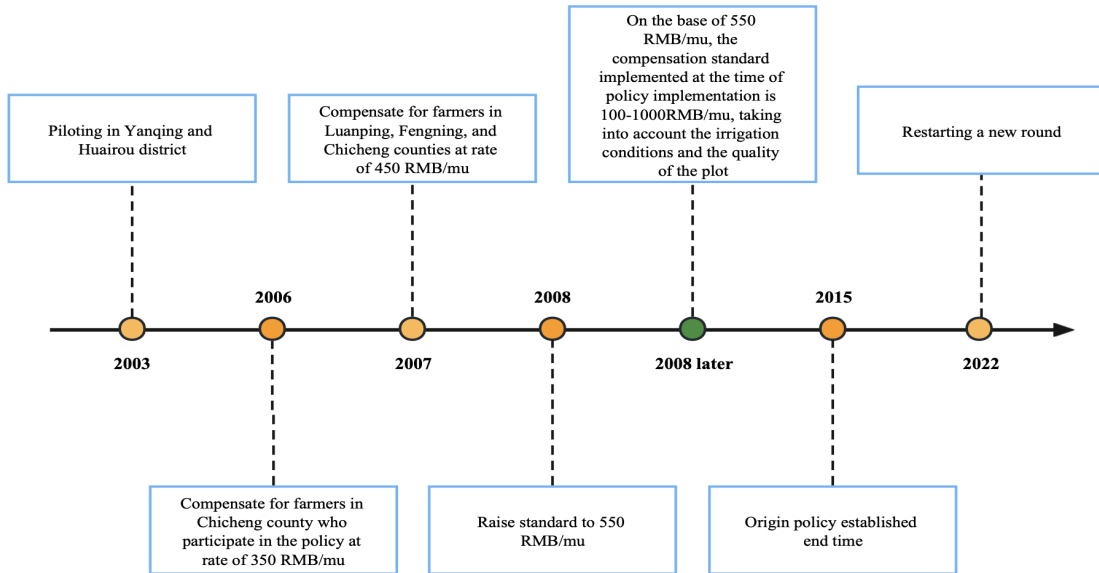 Piloting in Yanqing and
Huairou district
Compensate for farmers in
Luanping, Fengning, and
Chicheng counties at rate
of 450 RMB/mu
On the base of 550
RMB/mu, the
compensation standard
implemented at the time of
policy implementation is
100-1000RMB/mu, taking
into account the irrigation
conditions and the quality
of the plot
Restarting a new round
2006
2008
2015
2003
2007
2008 later
2022
Compensate for farmers in
Chicheng county who
participate in the policy at
rate of 350 RMB/mu
Raise standard to 550
RMB/mu
Origin policy established
end time